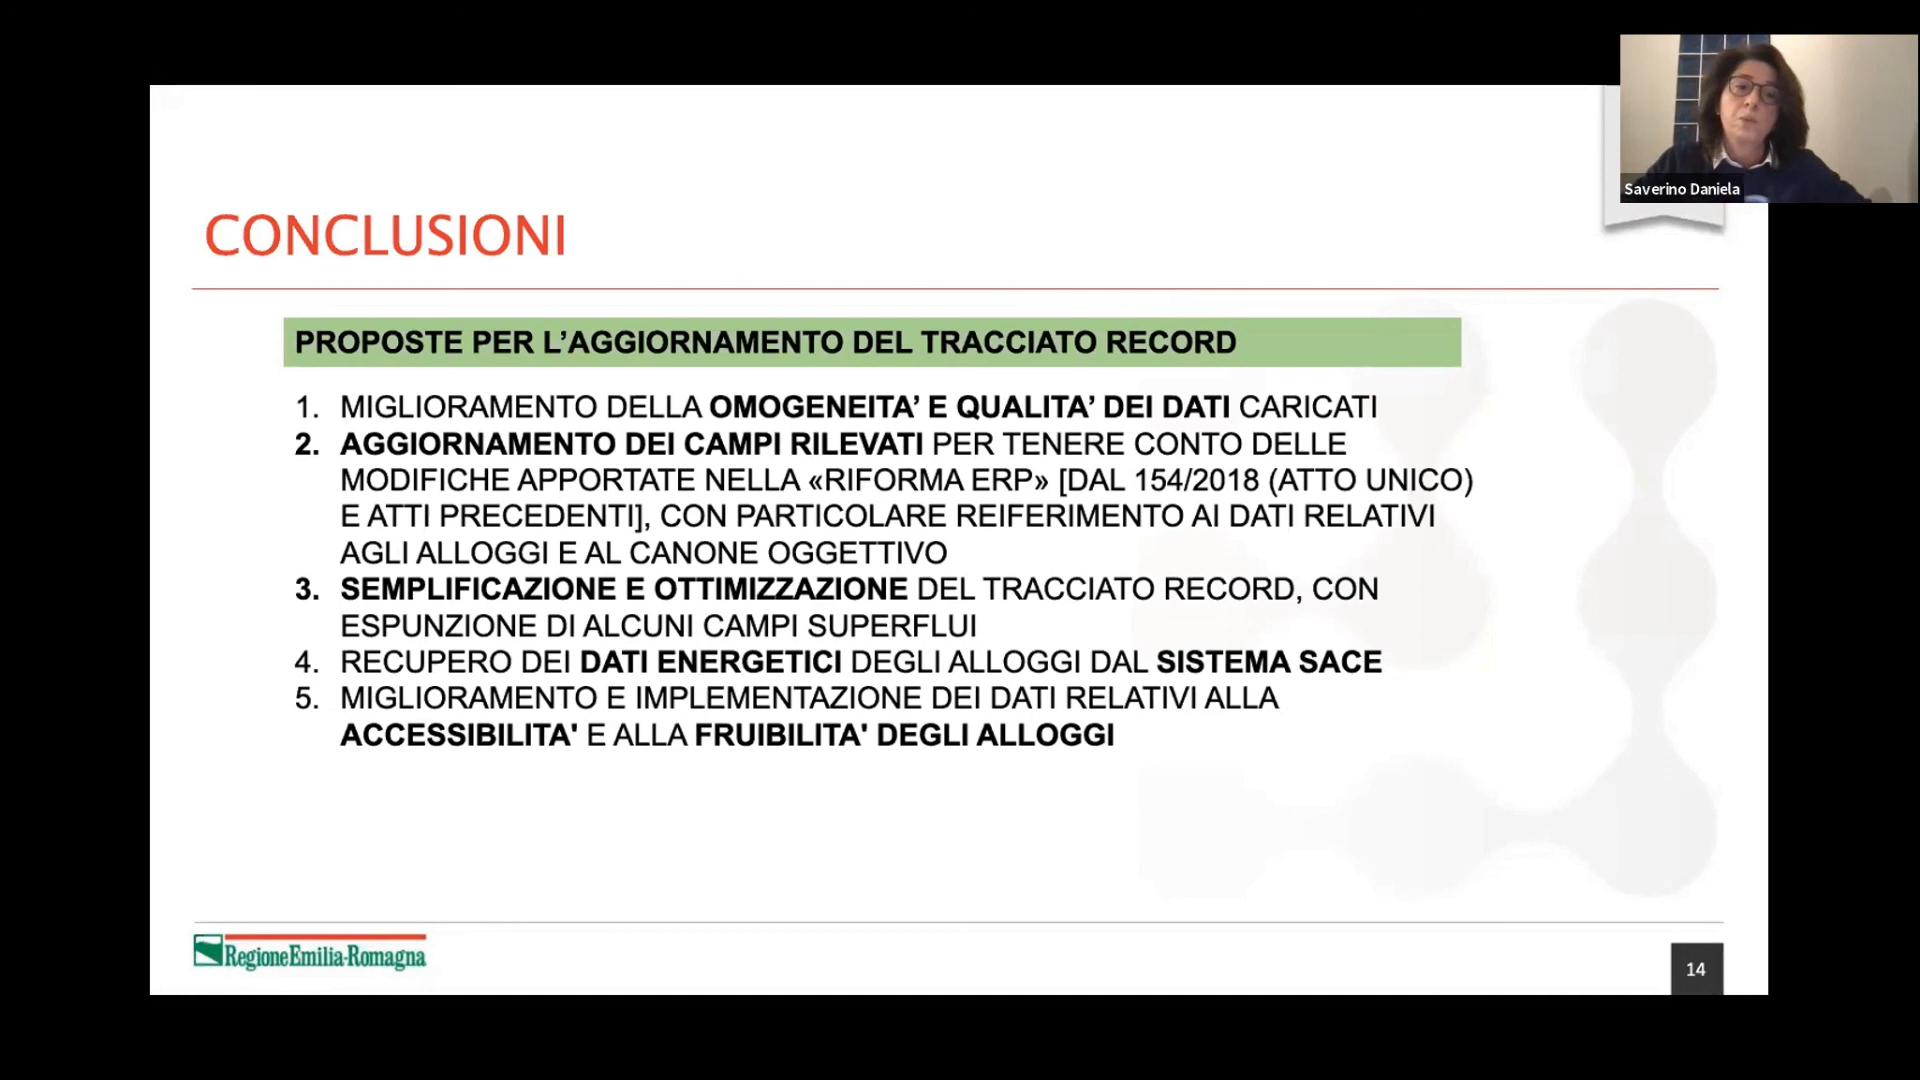 Saverino Daniela
CONCLUSIONI
PROPOSTE PER L’AGGIORNAMENTO DEL TRACCIATO RECORD
1. MIGLIORAMENTO DELLA OMOGENEITA’ E QUALITA’ DEI DATI CARICATI
2. AGGIORNAMENTO DEI CAMPI RILEVATI PER TENERE CONTO DELLE
MODIFICHE APPORTATE NELLA «RIFORMA ERP» [DAL 154/2018 (ATTO UNICO)
E ATTI PRECEDENTI], CON PARTICOLARE REIFERIMENTO AI DATI RELATIVI
AGLI ALLOGGI E AL CANONE OGGETTIVO
3. SEMPLIFICAZIONE E OTTIMIZZAZIONE DEL TRACCIATO RECORD, CON
ESPUNZIONE DI ALCUNI CAMPI SUPERFLUI
4. RECUPERO DEI DATI ENERGETICI DEGLI ALLOGGI DAL SISTEMA SACE
5. MIGLIORAMENTO E IMPLEMENTAZIONE DEI DATI RELATIVI ALLA
ACCESSIBILITA' E ALLA FRUIBILITA' DEGLI ALLOGGI
RegioneEmilia-Romagna
14